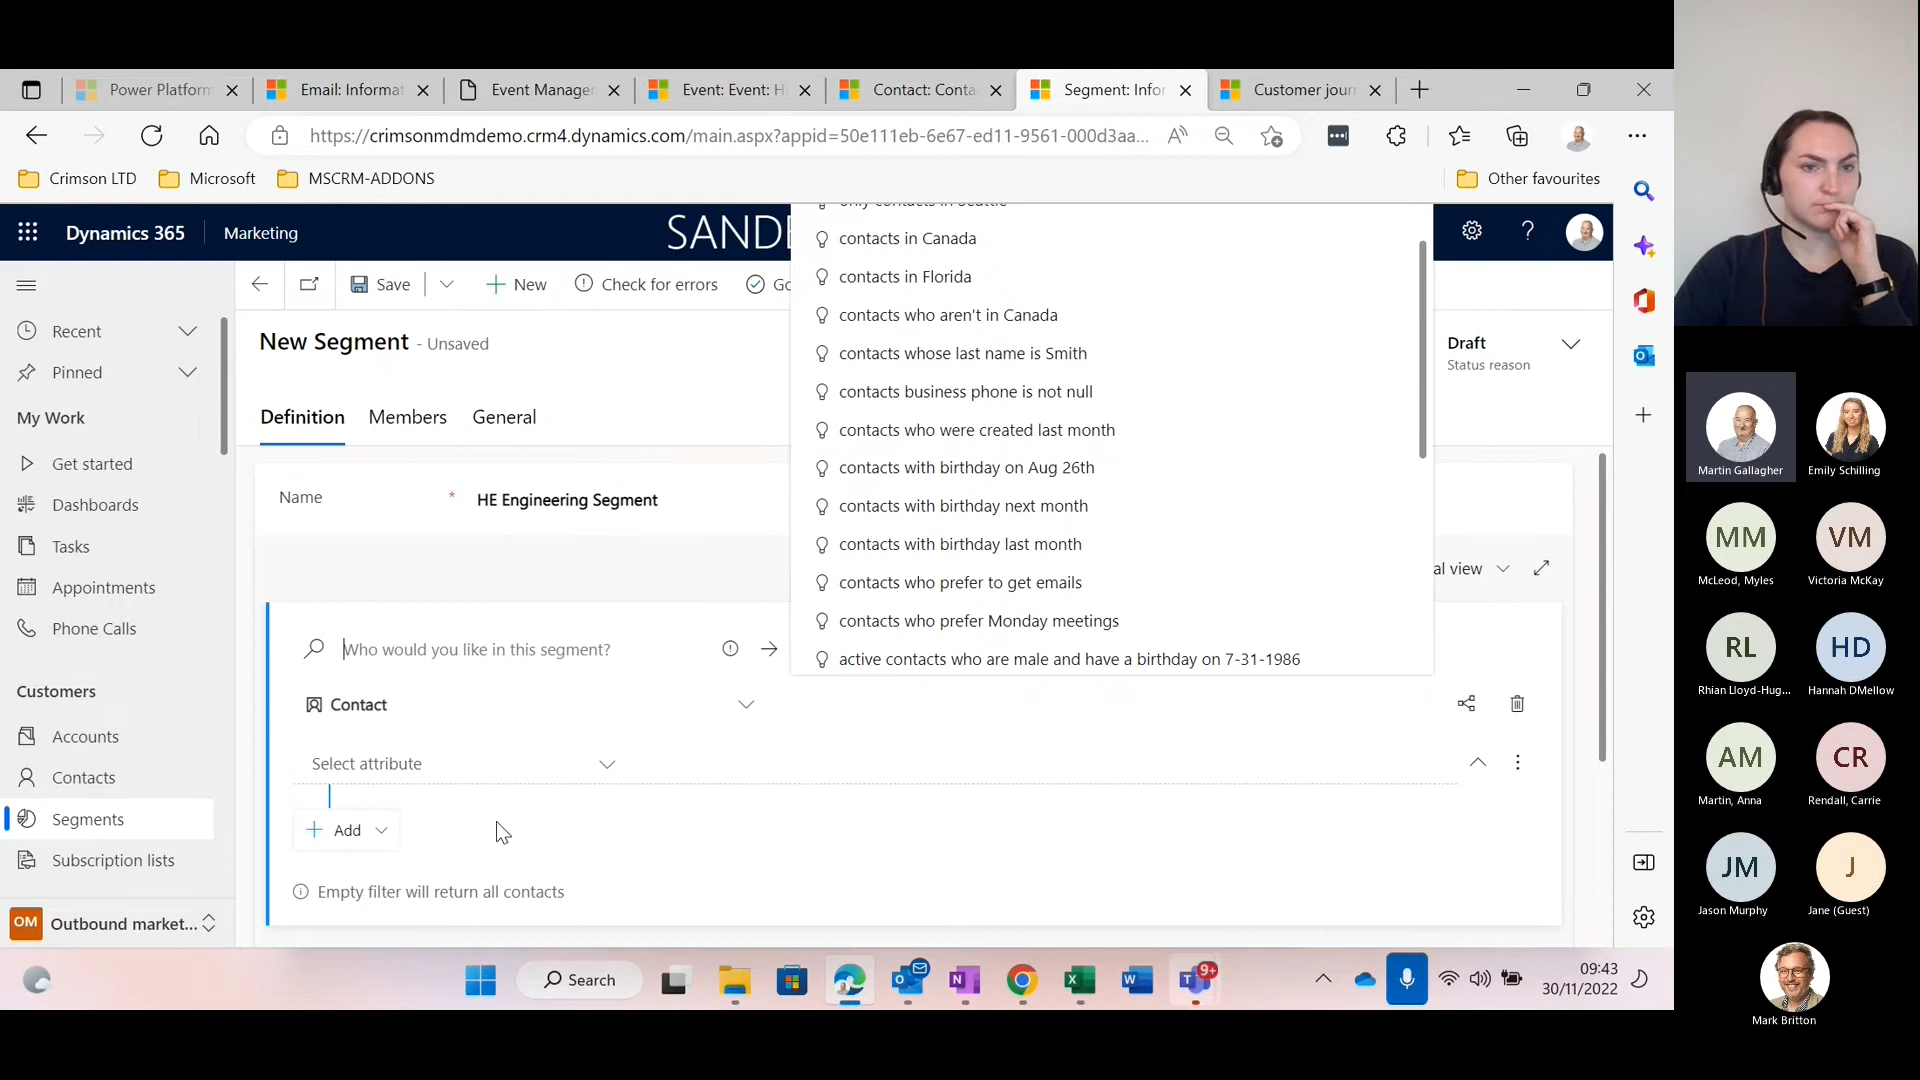 Power Platform
Email: Informat
Event Manage
Event: Event: H
Contact: Conta
Segment: Infor
Customer jour
https://crimsonmdmdemo.crm4.dynamics.com/main.aspx?appid=50e111eb-6e67-ed11-9561-000d3aa...
Crimson LTD
Microsoft
MSCRM-ADDONS
Other favourites
Dynamics 365
Marketing
SAND
only contacts in Seattle
contacts in Canada
contacts in Florida
contacts who aren't in Canada
contacts whose last name is Smith
contacts business phone is not null
contacts who were created last month
contacts with birthday on Aug 26th
contacts with birthday next month
contacts with birthday last month
contacts who prefer to get emails
contacts who prefer Monday meetings
active contacts who are male and have a birthday on 7-31-1986
Save
New
Check for errors
Go
New Segment - Unsaved
Draft
Status reason
Definition
Members
General
Recent
Pinned
My Work
Get started
Dashboards
Tasks
Appointments
Phone Calls
Customers
Accounts
Contacts
Segments
Subscription lists
OM
Outbound market...
Name
*
HE Engineering Segment
al view
Who would you like in this segment?
Contact
Select attribute
Add
Empty filter will return all contacts
Search
9+
09:43
30/11/2022
Martin Gallagher
Emily Schilling
MM
McLeod, Myles
VM
Victoria McKay
RL
Rhian Lloyd-Hug...
HD
Hannah DMellow
AM
Martin, Anna
CR
Rendall, Carrie
JM
Jason Murphy
J
Jane (Guest)
Mark Britton